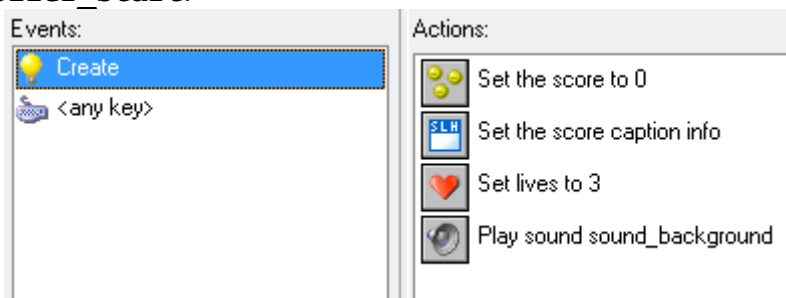 Events:
Create
<any key>
Actions:
Set the score to 0
SLH
Set the score caption info
Set lives to 3
Play sound sound_background